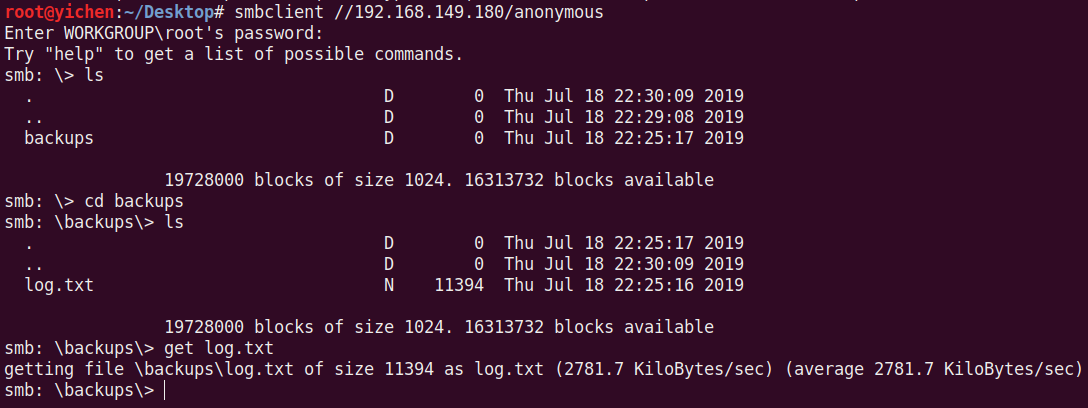 root@yichen:~/Desktop# smbclient //192.168.149.180/anonymous
Enter WORKGROUP\root's password:
Try "help" to get a list of possible commands.
smb: \> ls
  .                                   D        0  Thu Jul 18 22:30:09 2019
  ..                                  D        0  Thu Jul 18 22:29:08 2019
  backups                             D        0  Thu Jul 18 22:25:17 2019
                19728000 blocks of size 1024. 16313732 blocks available
smb: \> cd backups
smb: \backups\> ls
  .                                   D        0  Thu Jul 18 22:25:17 2019
  ..                                  D        0  Thu Jul 18 22:30:09 2019
  log.txt                             N    11394  Thu Jul 18 22:25:16 2019
                19728000 blocks of size 1024. 16313732 blocks available
smb: \backups\> get log.txt
getting file \backups\log.txt of size 11394 as log.txt (2781.7 KiloBytes/sec) (average 2781.7 KiloBytes/sec)
smb: \backups\>